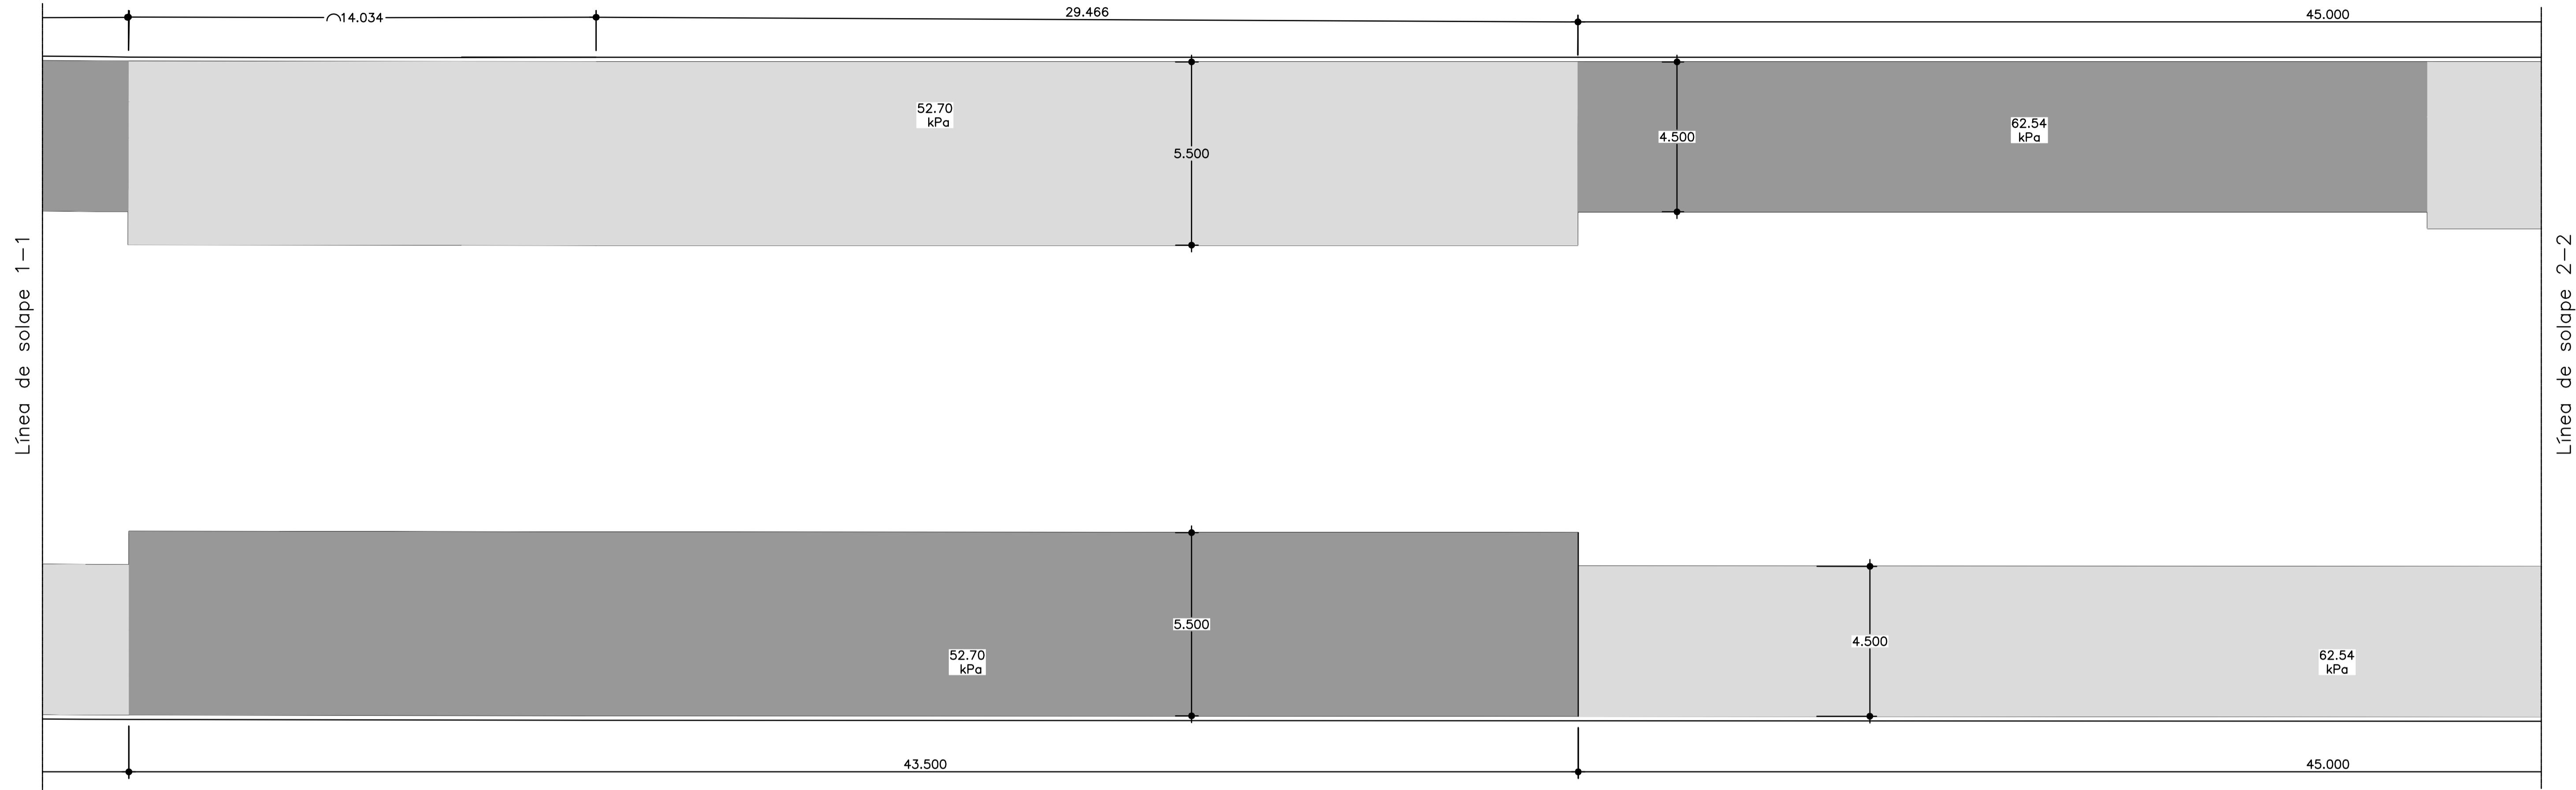 ⌒14.034
29.466
45.000
52.70
kPa
5.500
4.500
62.54
kPa
Línea de solape 1-1
Línea de solape 2-2
5.500
52.70
kPa
4.500
62.54
kPa
43.500
45.000